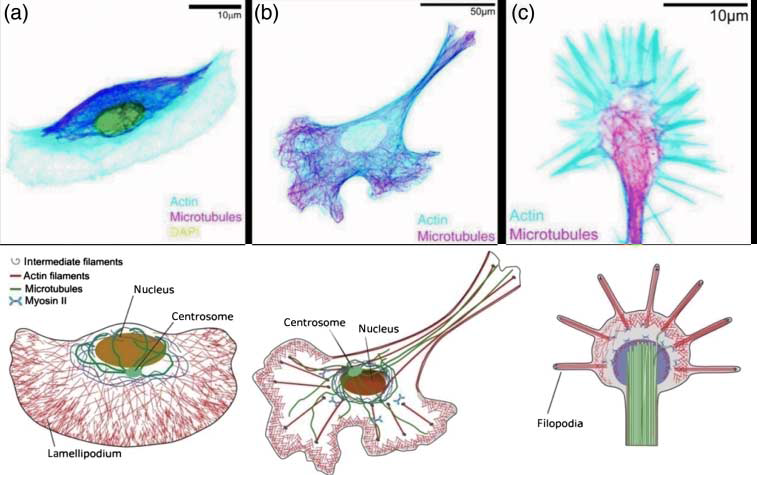 (a)
10µm
Actin
Microtubules
DAPI
(b)
50µm
Actin
Microtubules
(c)
10µm
Actin
Microtubules
Intermediate filaments
Actin filaments
Microtubules
Myosin II
Nucleus
Centrosome
Lamellipodium
Centrosome
Nucleus
Filopodia